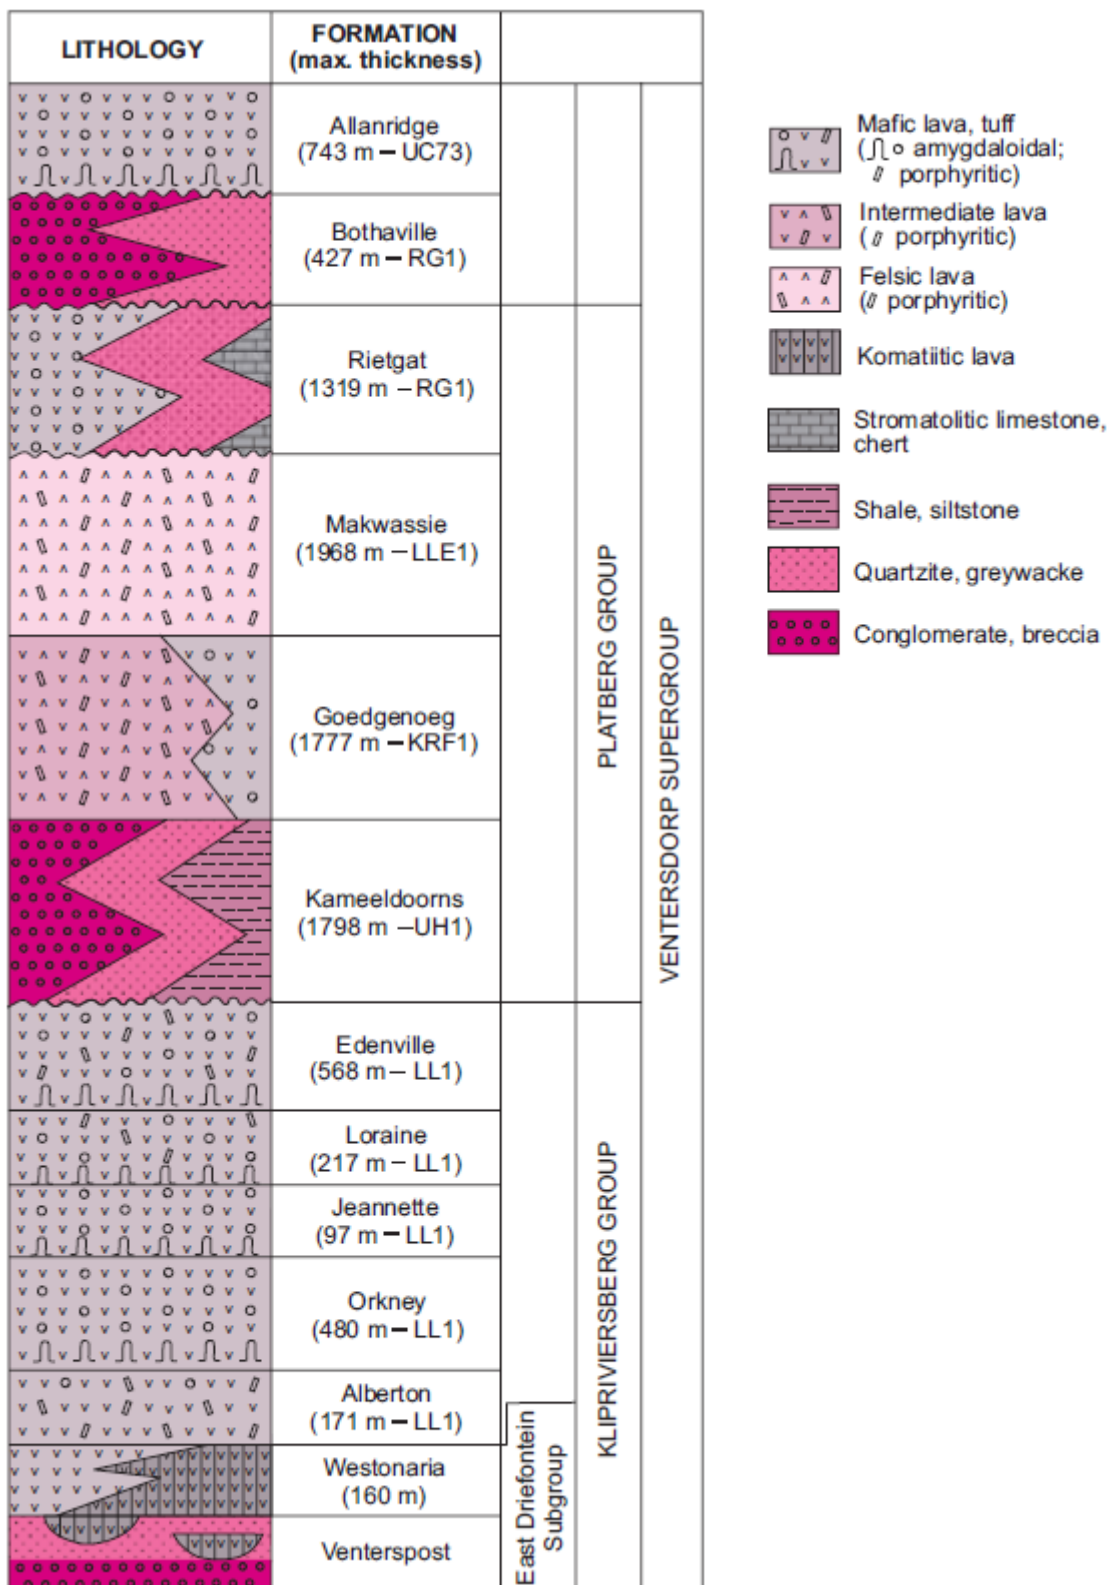 LITHOLOGY
FORMATION
(max. thickness)
Allanridge
(743 m – UC73)
Bothaville
(427 m – RG1)
Rietgat
(1319 m – RG1)
Makwassie
(1968 m – LLE1)
Goedgenoeg
(1777 m – KRF1)
Kameeldoorns
(1798 m –UH1)
Edenville
(568 m – LL1)
Loraine
(217 m – LL1)
Jeannette
(97 m – LL1)
Orkney
(480 m – LL1)
Alberton
(171 m – LL1)
Westonaria
(160 m)
Venterspost
East Driefontein
Subgroup
PLATBERG GROUP
KLIPRIVIERSBERG GROUP
VENTERSDORP SUPERGROUP
Mafic lava, tuff
( amygdaloidal;
porphyritic)
Intermediate lava
( porphyritic)
Felsic lava
( porphyritic)
Komatiitic lava
Stromatolitic limestone,
chert
Shale, siltstone
Quartzite, greywacke
Conglomerate, breccia